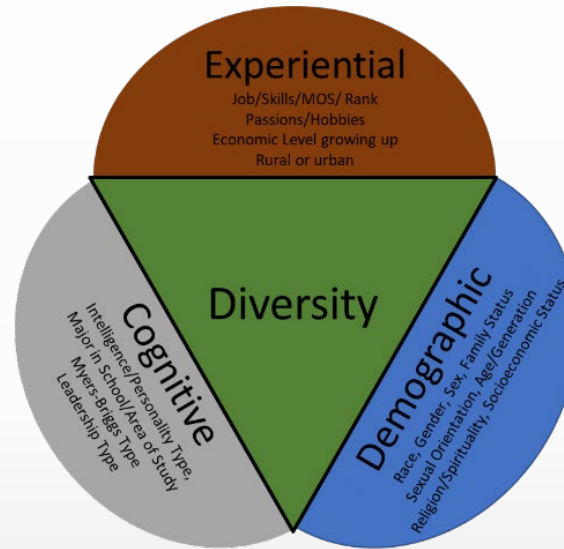 Experiential
Job/Skills/MOS/ Rank
Passions/Hobbies
Economic Level growing up
Rural or urban
Diversity
Cognitive
Intelligence/Personality Type,
Major in School/Area of Study
Myers-Briggs Type
Leadership Type
Demographic
Race, Gender, Sex, Family Status
Sexual Orientation, Age/Generation
Religion/Spirituality, Socioeconomic Status